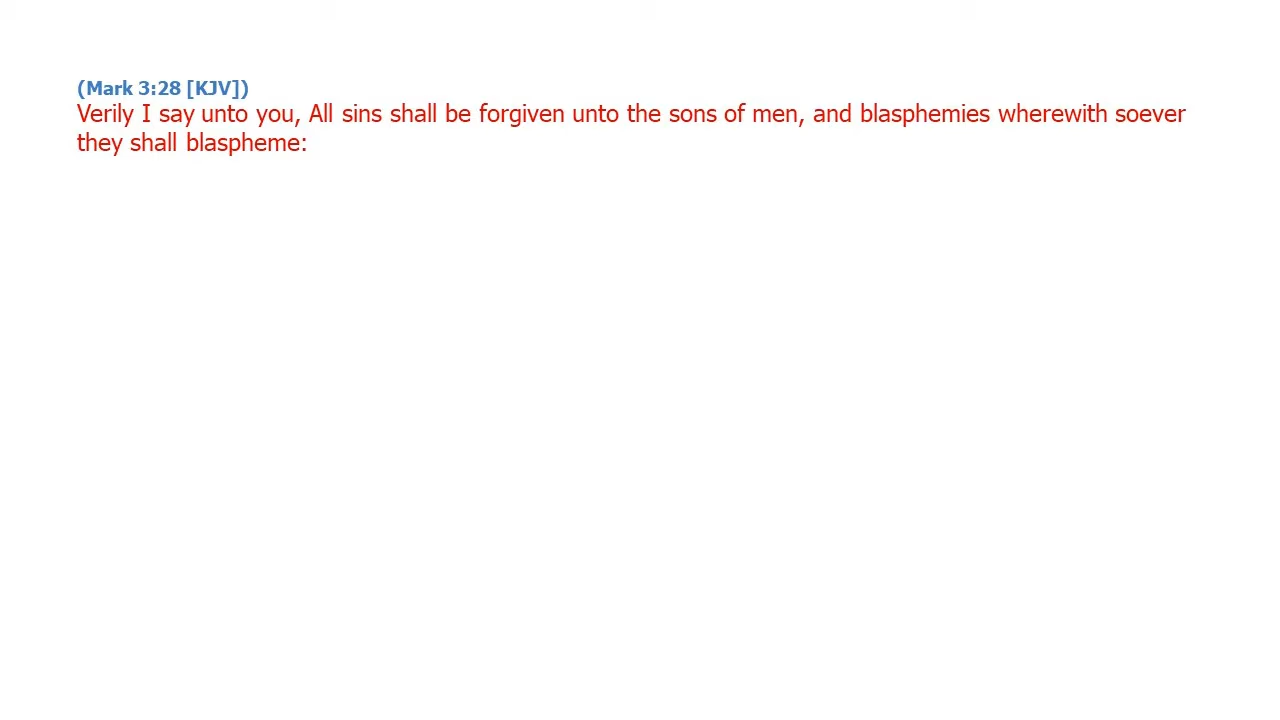 (Mark 3:28 [KJV])
Verily I say unto you, All sins shall be forgiven unto the sons of men, and blasphemies wherewith soever
they shall blaspheme: